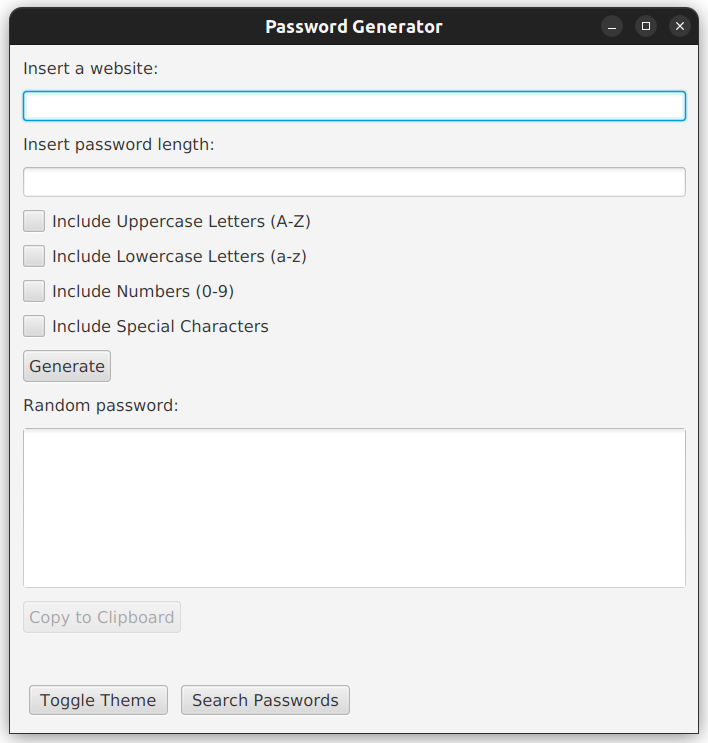 Password Generator
Insert a website:
Insert password length:
Include Uppercase Letters (A-Z)
Include Lowercase Letters (a-z)
Include Numbers (0-9)
Include Special Characters
Generate
Random password:
Copy to Clipboard
Toggle Theme Search Passwords